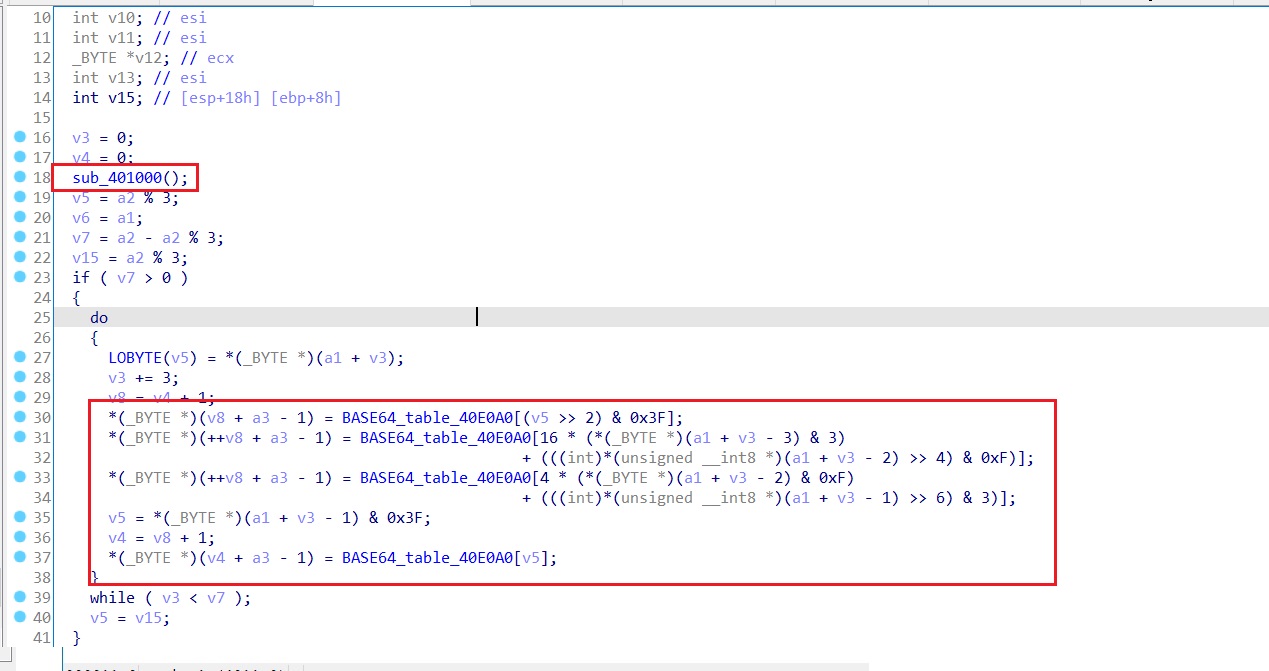 10 int v10; // esi
11 int v11; // esi
12 _BYTE *v12; // ecx
13 int v13; // esi
14 int v15; // [esp+18h] [ebp+8h]
15
16 v3 = 0;
17 v4 = 0;
18 sub_401000();
19 v5 = a2 % 3;
20 v6 = a1;
21 v7 = a2 - a2 % 3;
22 v15 = a2 % 3;
23 if ( v7 > 0 )
24 {
25 do
26 {
27 LOBYTE(v5) = *(_BYTE *)(a1 + v3);
28 v3 += 3;
29 v8 = v4 + 1;
30 *(_BYTE *)(v8 + a3 - 1) = BASE64_table_40E0A0[(v5 >> 2) & 0x3F];
31 *(_BYTE *)(++v8 + a3 - 1) = BASE64_table_40E0A0[16 * (*(_BYTE *)(a1 + v3 - 3) & 3)
32 + (((int)*(unsigned __int8 *)(a1 + v3 - 2) >> 4) & 0xF)];
33 *(_BYTE *)(++v8 + a3 - 1) = BASE64_table_40E0A0[4 * (*(_BYTE *)(a1 + v3 - 2) & 0xF)
34 + (((int)*(unsigned __int8 *)(a1 + v3 - 1) >> 6) & 3)];
35 v5 = *(_BYTE *)(a1 + v3 - 1) & 0x3F;
36 v4 = v8 + 1;
37 *(_BYTE *)(v4 + a3 - 1) = BASE64_table_40E0A0[v5];
38 }
39 while ( v3 < v7 );
40 v5 = v15;
41 }